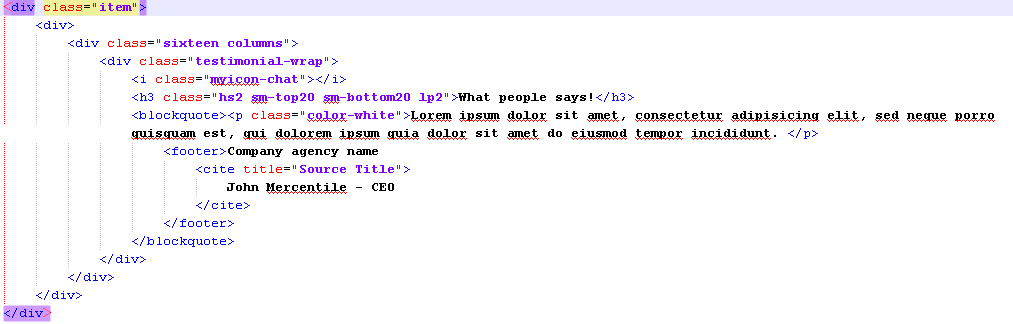 <div class="item">
<div>
<div class="sixteen columns">
<div class="testimonial-wrap">
<i class="myicon-chat"></i>
<h3 class="hs2 sm-top20 sm-bottom20 lp2">What people says!</h3>
<blockquote><p class="color-white">Lorem ipsum dolor sit amet, consectetur adipisicing elit, sed neque porro
quisquam est, qui dolorem ipsum quia dolor sit amet do eiusmod tempor incididunt. </p>
<footer>Company agency name
<cite title="Source Title">
John Mercentile - CEO
</cite>
</footer>
</blockquote>
</div>
</div>
</div>
</div>